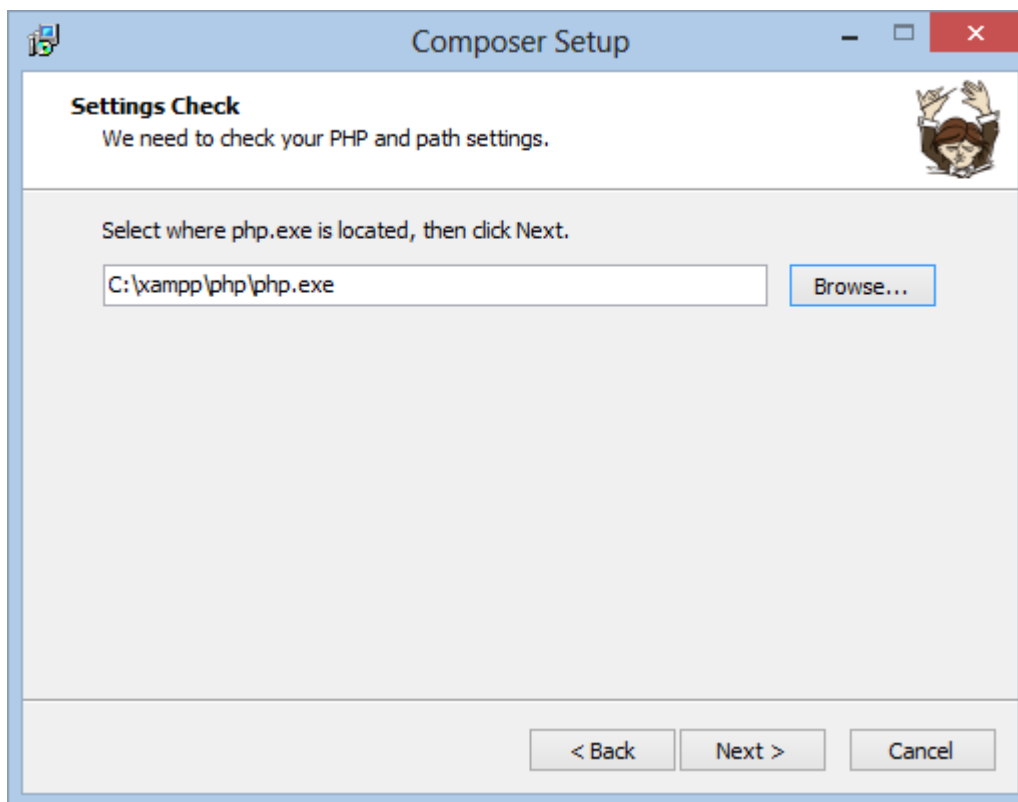 Composer Setup
Settings Check
We need to check your PHP and path settings.
Select where php.exe is located, then click Next.
C:\xampp\php\php.exe
Browse...
< Back
Next >
Cancel